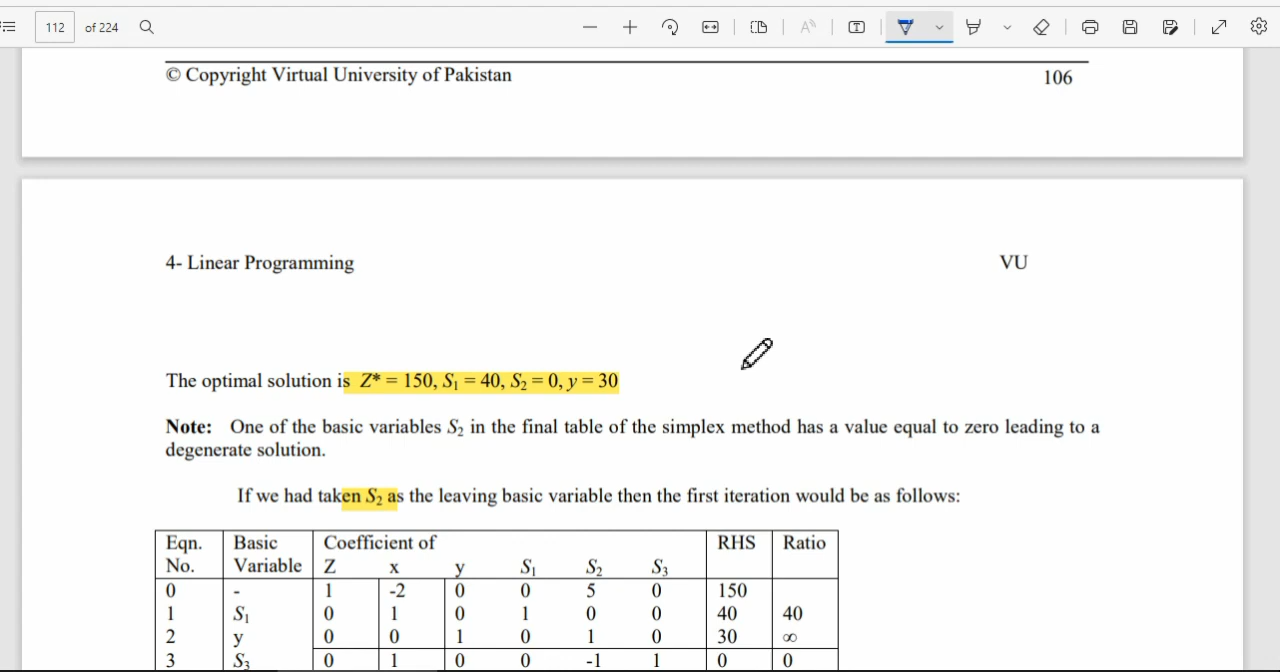 112 of 224
© Copyright Virtual University of Pakistan 106
4- Linear Programming VU
The optimal solution is Z* = 150, S₁ = 40, S₂ = 0, y = 30
Note: One of the basic variables S₂ in the final table of the simplex method has a value equal to zero leading to a
degenerate solution.
If we had taken S₂ as the leaving basic variable then the first iteration would be as follows:
Eqn. Basic Coefficient of RHS Ratio
No. Variable Z x y S₁ S₂ S₃
0 - 1 -2 0 0 5 0 150
1 S₁ 0 1 0 1 0 0 40 40
2 y 0 0 1 0 1 0 30 ∞
3 S₃ 0 1 0 0 -1 1 0 0